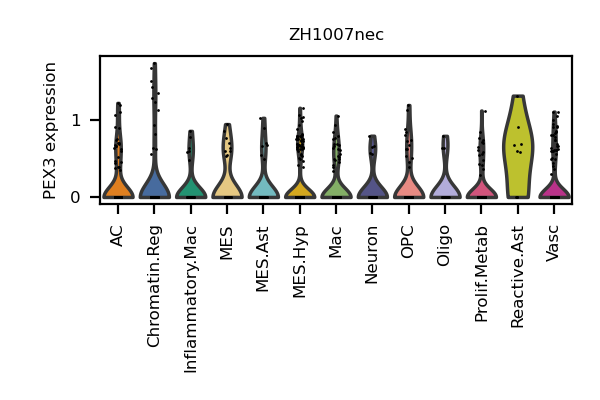 ZH1007nec
PEX3 expression
1
0
AC
Chromatin.Reg
Inflammatory.Mac
MES
MES.Ast
MES.Hyp
Mac
Neuron
OPC
Oligo
Prolif.Metab
Reactive.Ast
Vasc